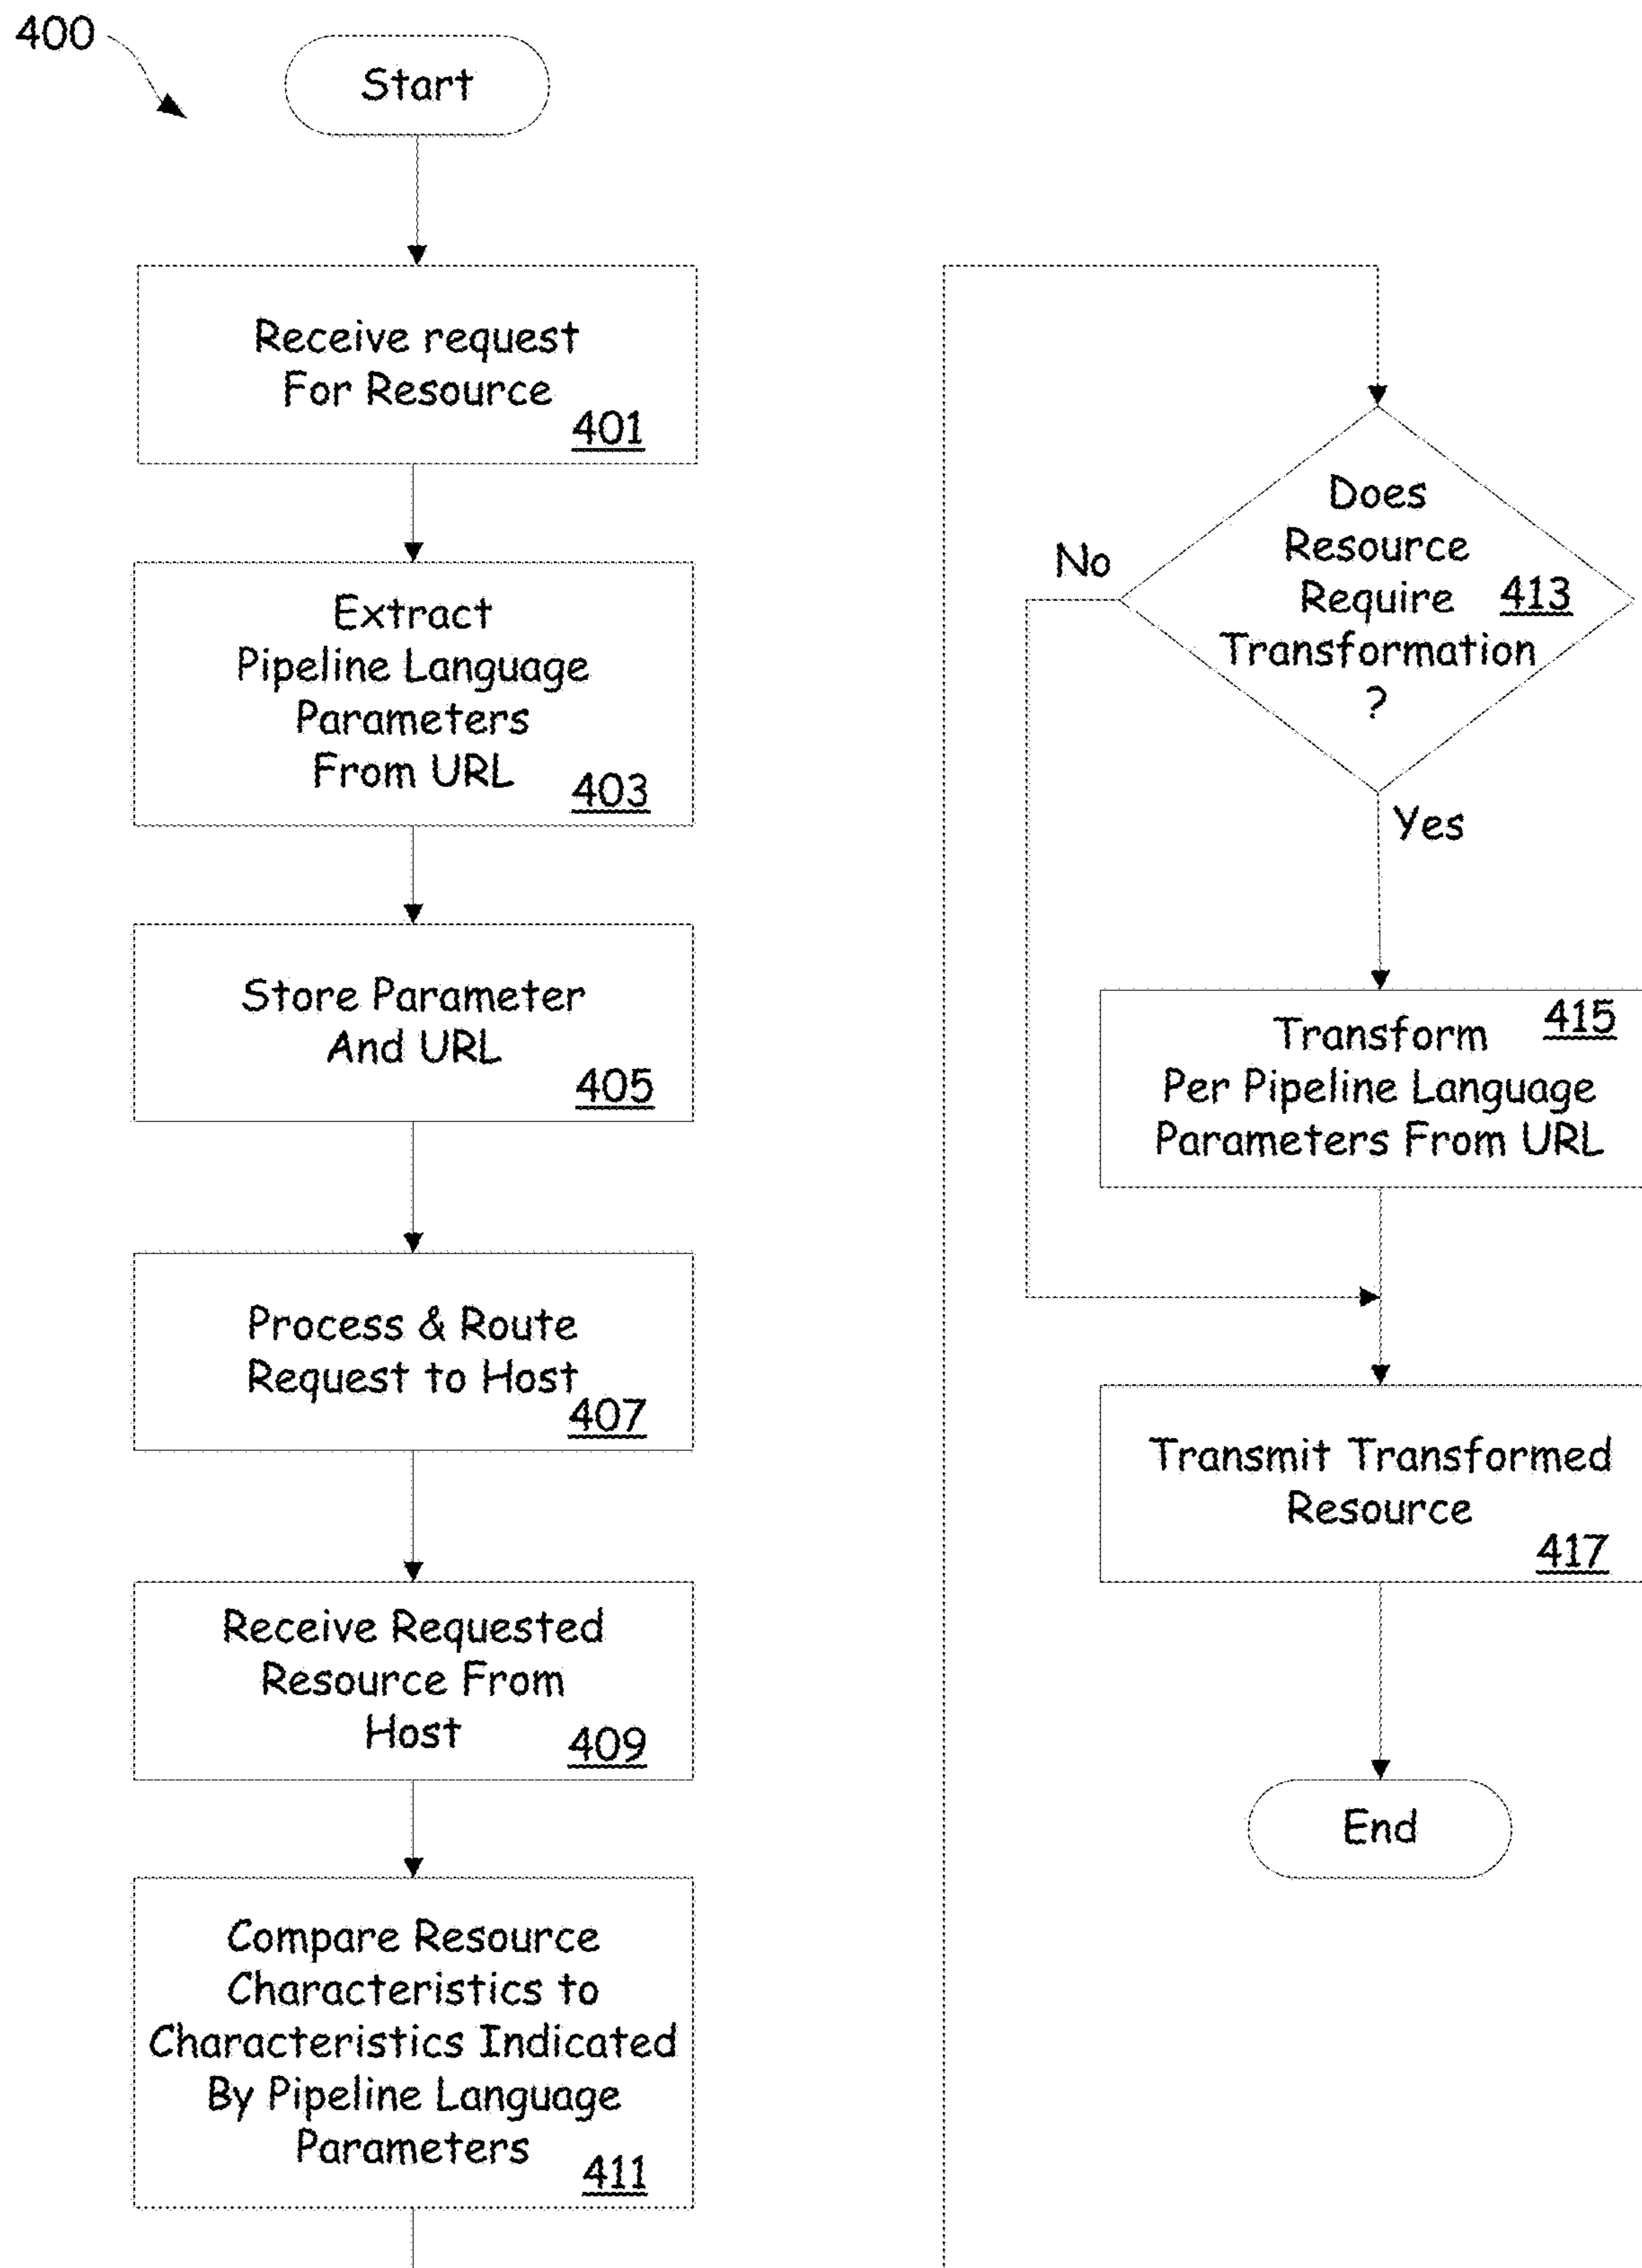 400
Start
Receive request
For Resource
401
Extract
Pipeline Language
Parameters
From URL
403
Store Parameter
And URL
405
Process & Route
Request to Host
407
Receive Requested
Resource From
Host
409
Compare Resource
Characteristics to
Characteristics Indicated
By Pipeline Language
Parameters
411
Does
Resource
Require 413
Transformation
?
No
Yes
415
Transform
Per Pipeline Language
Parameters From URL
Transmit Transformed
Resource
417
End